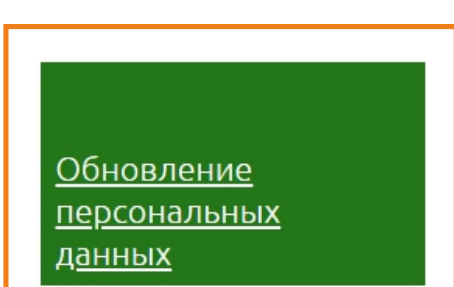 Обновление
персональных
данных